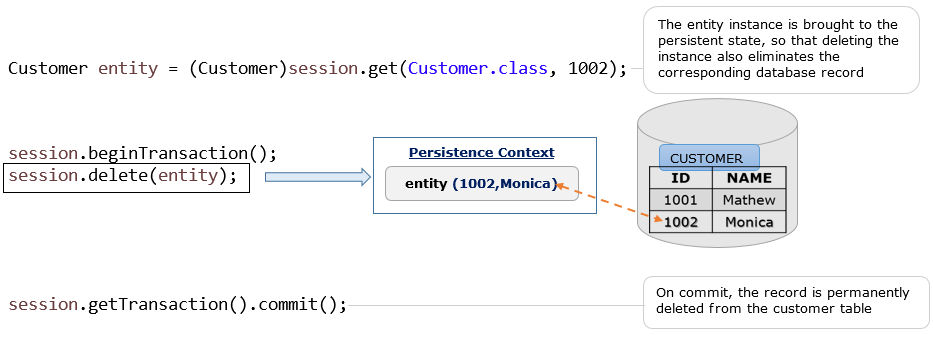 The entity instance is brought to the
persistent state, so that deleting the
instance also eliminates the
corresponding database record
Customer entity = (Customer)session.get(Customer.class, 1002);
session.beginTransaction();
session.delete(entity);
Persistence Context
entity (1002,Monica)
CUSTOMER
ID NAME
1001 Mathew
1002 Monica
session.getTransaction().commit();
On commit, the record is permanently
deleted from the customer table